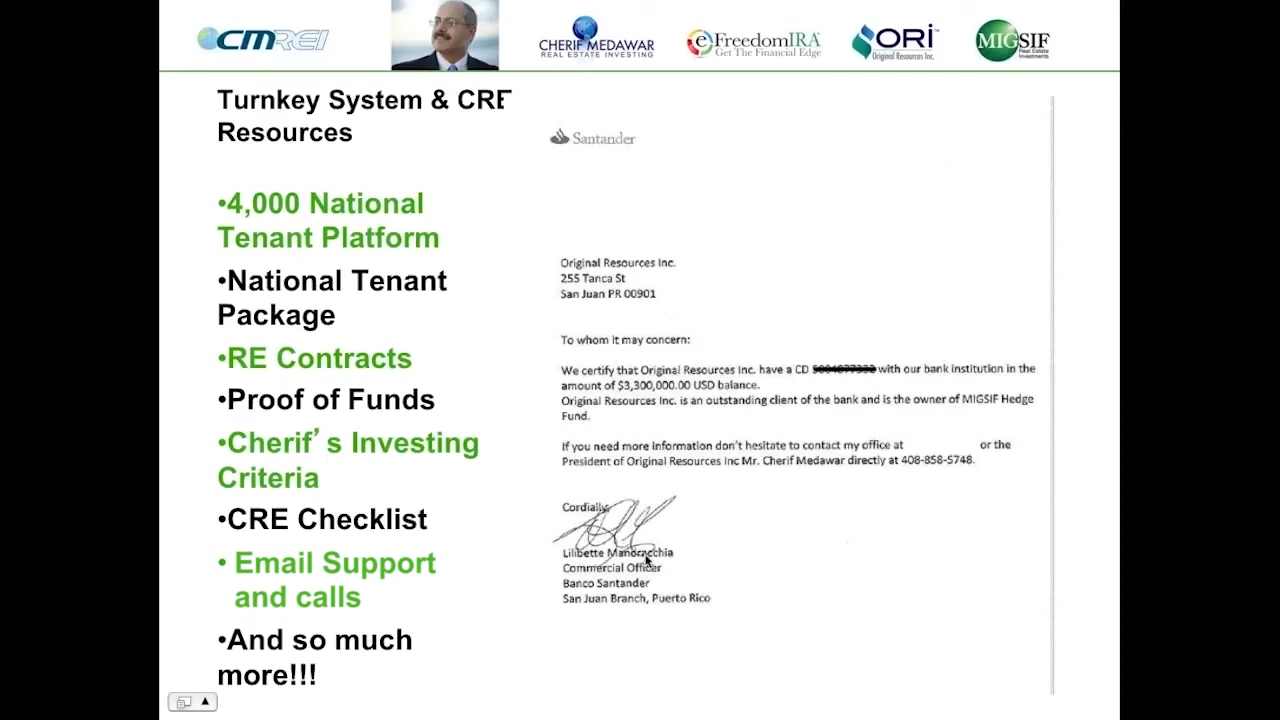 CMREI
CHERIF MEDAWAR
REAL ESTATE INVESTING
eFreedomIRA
Get The Financial Edge
ORI
Original Resources Inc.
MIGSIF
Real Estate
Investments
Turnkey System & CRE
Resources
•4,000 National
Tenant Platform
•National Tenant
Package
•RE Contracts
•Proof of Funds
•Cherif’s Investing
Criteria
•CRE Checklist
• Email Support
and calls
•And so much
more!!!
Santander
Original Resources Inc.
255 Tanca St
San Juan PR 00901
To whom it may concern:
We certify that Original Resources Inc. have a CD with our bank institution in the
amount of $3,300,000.00 USD balance.
Original Resources Inc. is an outstanding client of the bank and is the owner of MIGSIF Hedge
Fund.
If you need more information don't hesitate to contact my office at or the
President of Original Resources Inc Mr. Cherif Medawar directly at 408-858-5748.
Cordially,
Lilibette Mandracchia
Commercial Officer
Banco Santander
San Juan Branch, Puerto Rico